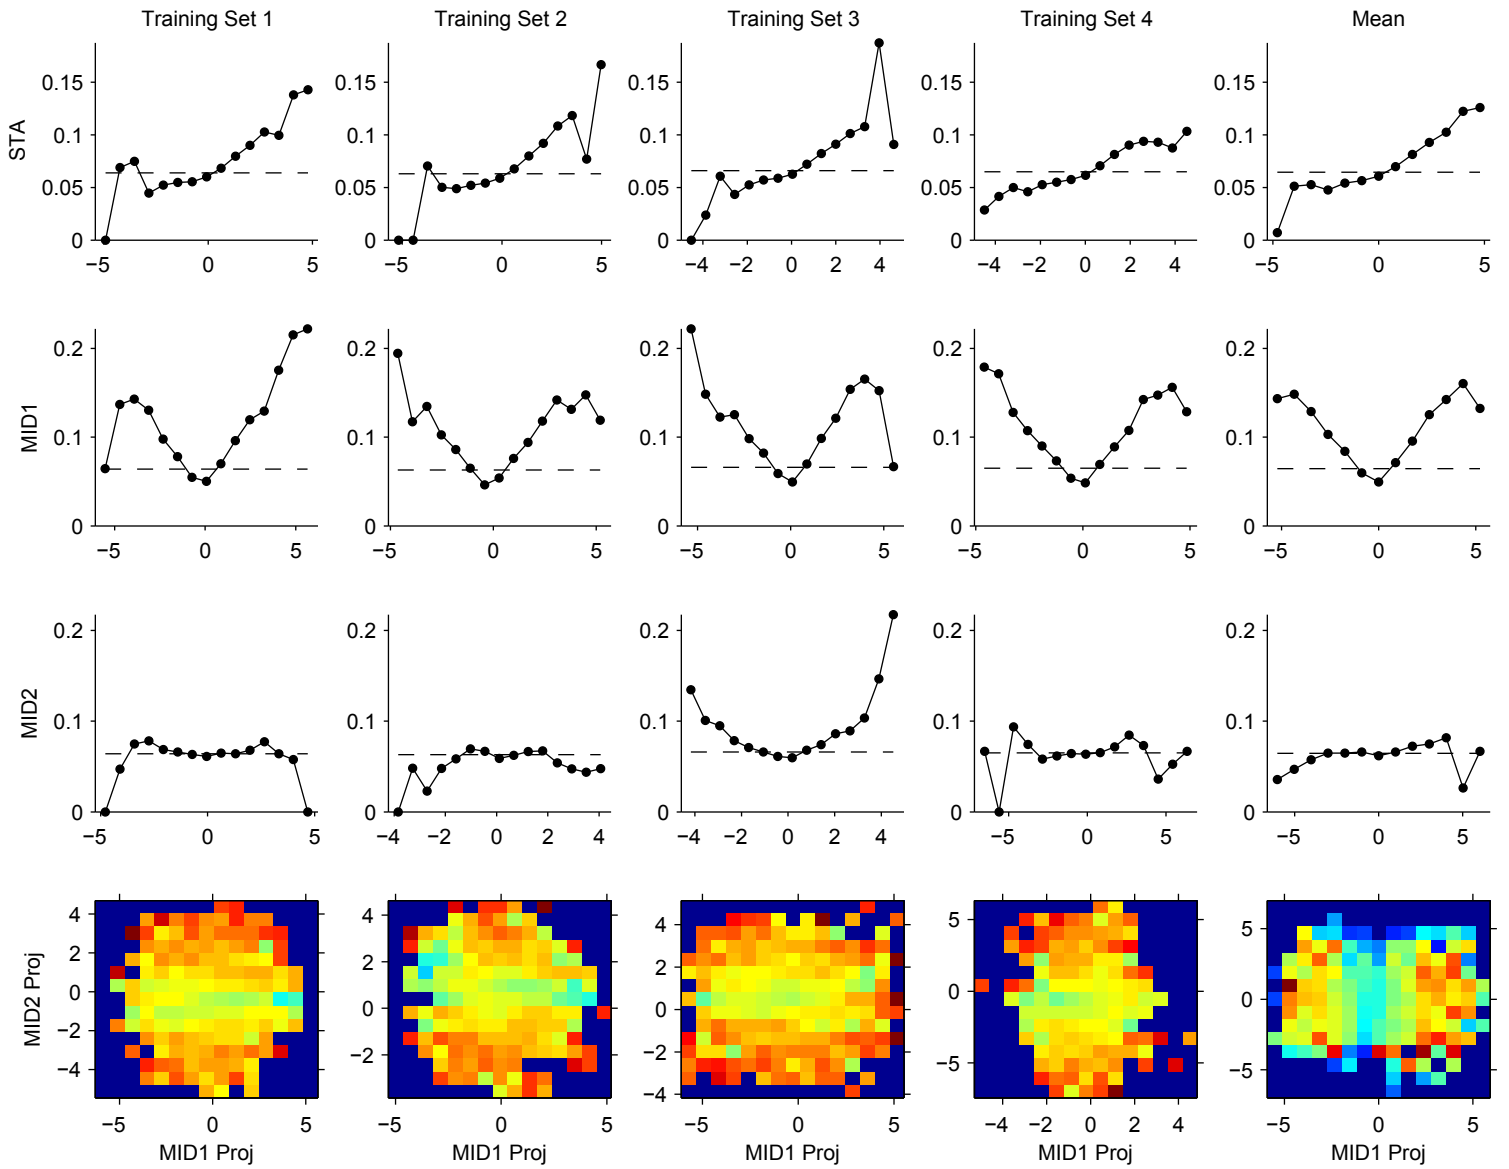 Training Set 1 Training Set 2 Training Set 3 Training Set 4 Mean
STA
0.15 0.15 0.15 0.15 0.15
0.1 0.1 0.1 0.1 0.1
0.05 0.05 0.05 0.05 0.05
0 0 0 0 0
−5 0 5 −5 0 5 −4 −2 0 2 4 −4 −2 0 2 4 −5 0 5
MID1
0.2 0.2 0.2 0.2 0.2
0.1 0.1 0.1 0.1 0.1
0 0 0 0 0
−5 0 5 −5 0 5 −5 0 5 −5 0 5 −5 0 5
MID2
0.2 0.2 0.2 0.2 0.2
0.1 0.1 0.1 0.1 0.1
0 0 0 0 0
−5 0 5 −4 −2 0 2 4 −4 −2 0 2 4 −5 0 5 −5 0 5
MID2 Proj
4 2 0 −2 −4
4 2 0 −2
4 2 0 −2 −4
5 0 −5
5 0 −5
−5 0 5 −5 0 5 −5 0 5 −4 −2 0 2 4 −5 0 5
MID1 Proj MID1 Proj MID1 Proj MID1 Proj MID1 Proj